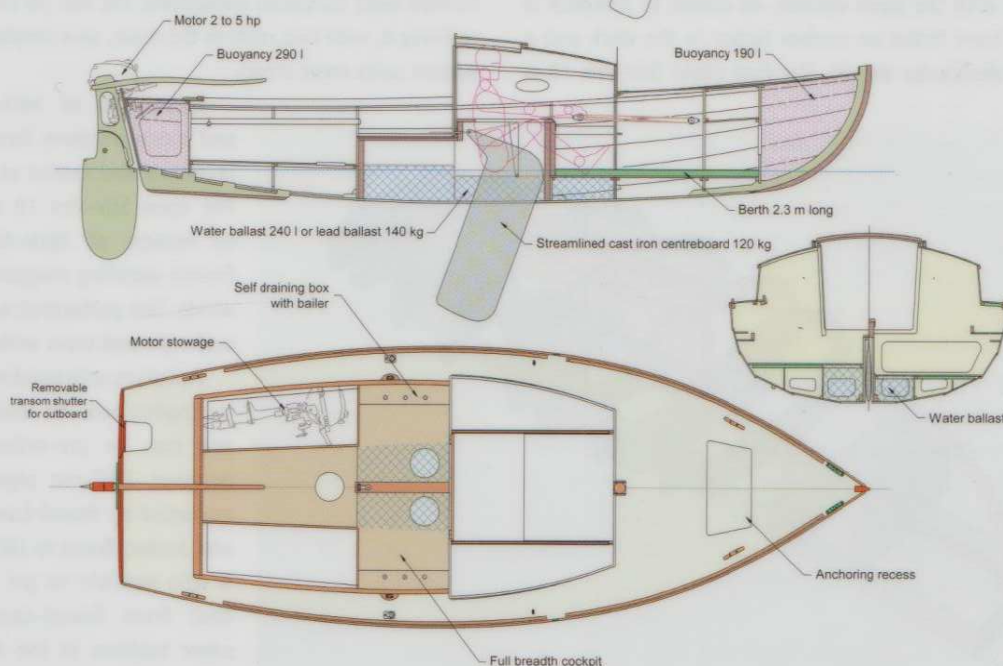 Motor 2 to 5 hp
Buoyancy 290 l
Buoyancy 190 l
Water ballast 240 l or lead ballast 140 kg
Streamlined cast iron centreboard 120 kg
Berth 2.3 m long
Self draining box
with bailer
Motor stowage
Removable
transom shutter
for outboard
Water ballast
Anchoring recess
Full breadth cockpit